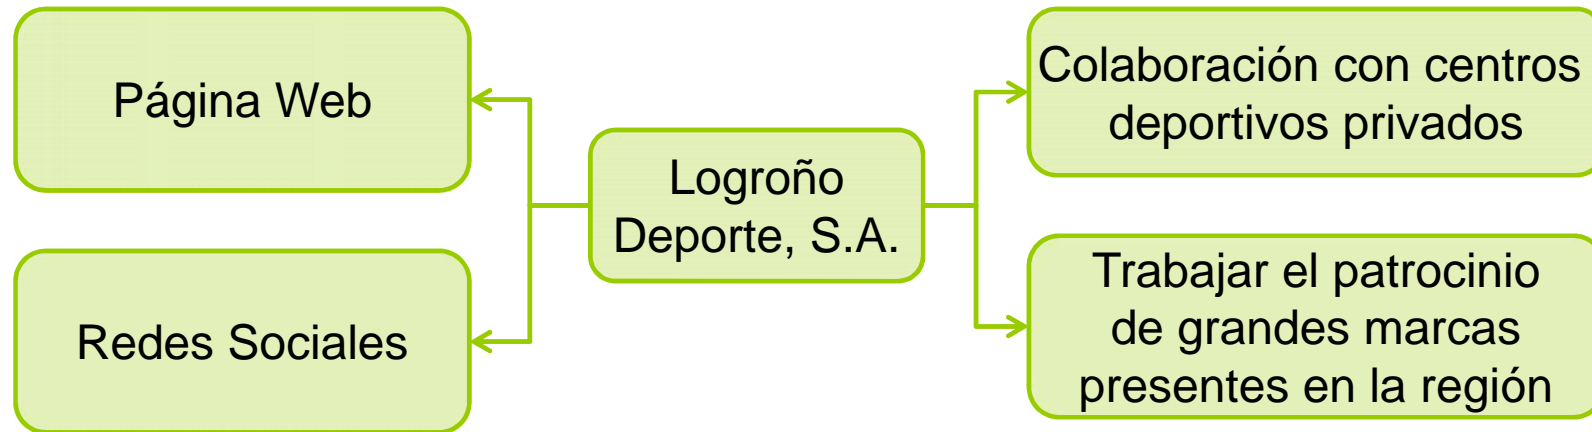 Página Web
Redes Sociales
Logroño
Deporte, S.A.
Colaboración con centros
deportivos privados
Trabajar el patrocinio
de grandes marcas
presentes en la región